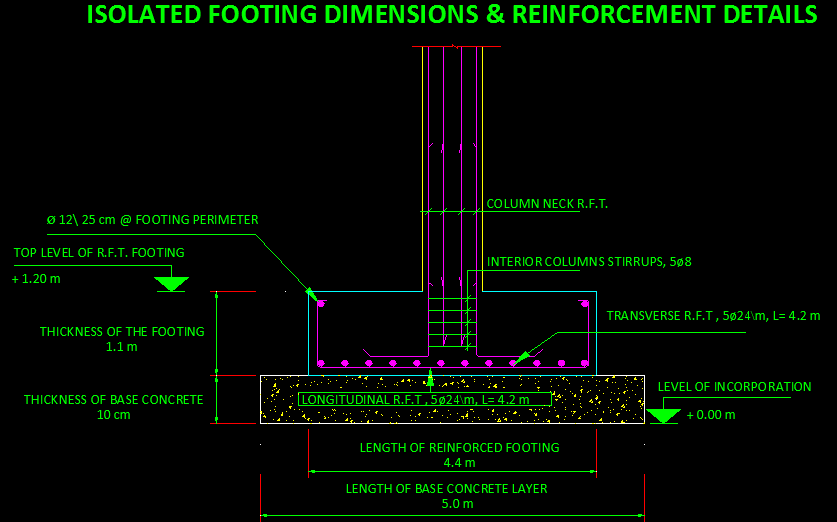 ISOLATED FOOTING DIMENSIONS & REINFORCEMENT DETAILS
COLUMN NECK R.F.T.
Ø 12\ 25 cm @ FOOTING PERIMETER
TOP LEVEL OF R.F.T. FOOTING
+ 1.20 m
INTERIOR COLUMNS STIRRUPS, 5ø8
TRANSVERSE R.F.T , 5ø24\m, L= 4.2 m
THICKNESS OF THE FOOTING
1.1 m
THICKNESS OF BASE CONCRETE
10 cm
LONGITUDINAL R.F.T , 5ø24\m, L= 4.2 m
LEVEL OF INCORPORATION
+ 0.00 m
LENGTH OF REINFORCED FOOTING
4.4 m
LENGTH OF BASE CONCRETE LAYER
5.0 m